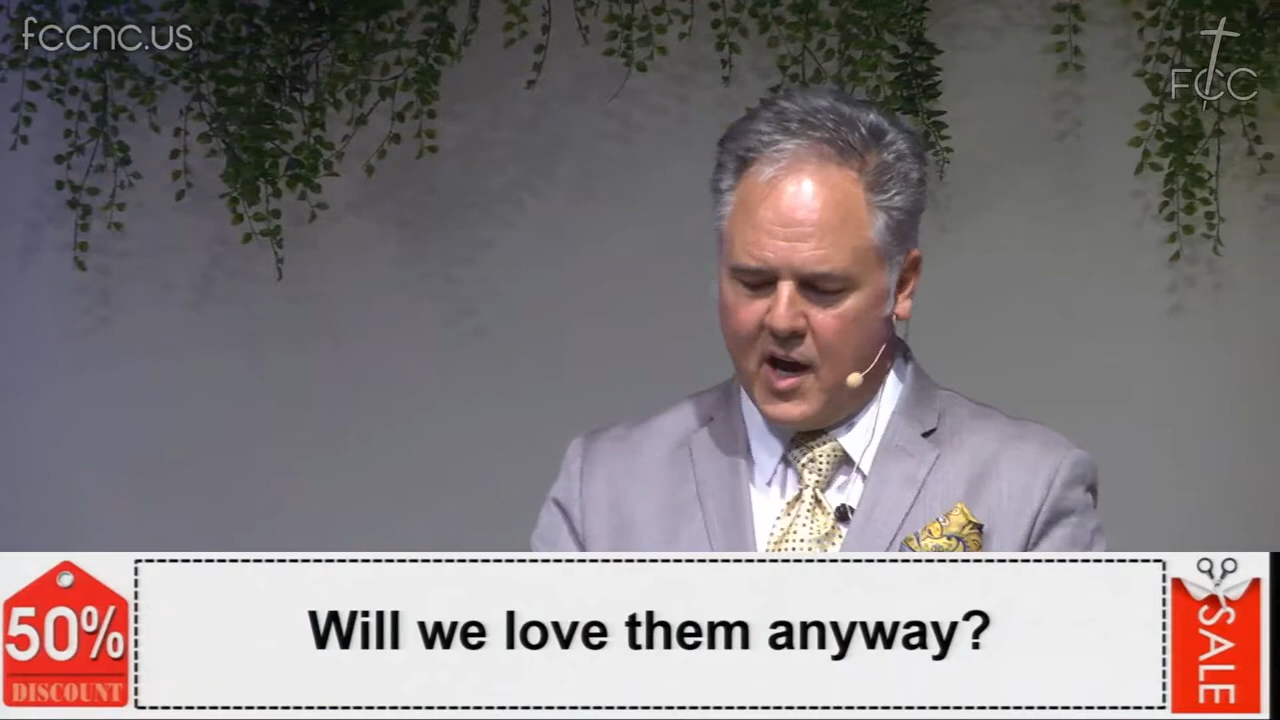 fccnc.us
FCC
Will we love them anyway?
50%
DISCOUNT
SALE